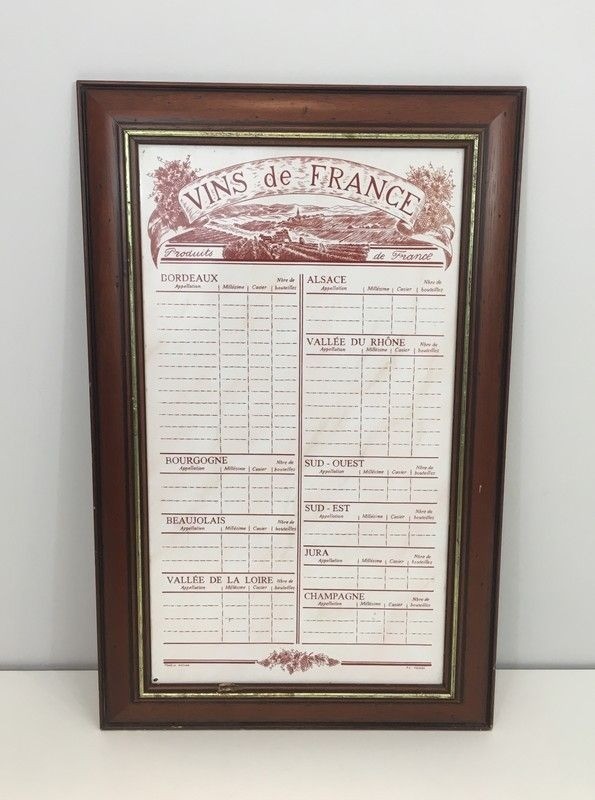 VINS de FRANCE
Produits de France
BORDEAUX
Appellation Millésime Casier Nbre de bouteilles
BOURGOGNE
Appellation Millésime Casier Nbre de bouteilles
BEAUJOLAIS
Appellation Millésime Casier Nbre de bouteilles
VALLÉE DE LA LOIRE
Appellation Millésime Casier Nbre de bouteilles
ALSACE
Appellation Millésime Casier Nbre de bouteilles
VALLÉE DU RHÔNE
Appellation Millésime Casier Nbre de bouteilles
SUD - OUEST
Appellation Millésime Casier Nbre de bouteilles
SUD - EST
Appellation Millésime Casier Nbre de bouteilles
JURA
Appellation Millésime Casier Nbre de bouteilles
CHAMPAGNE
Appellation Millésime Casier Nbre de bouteilles